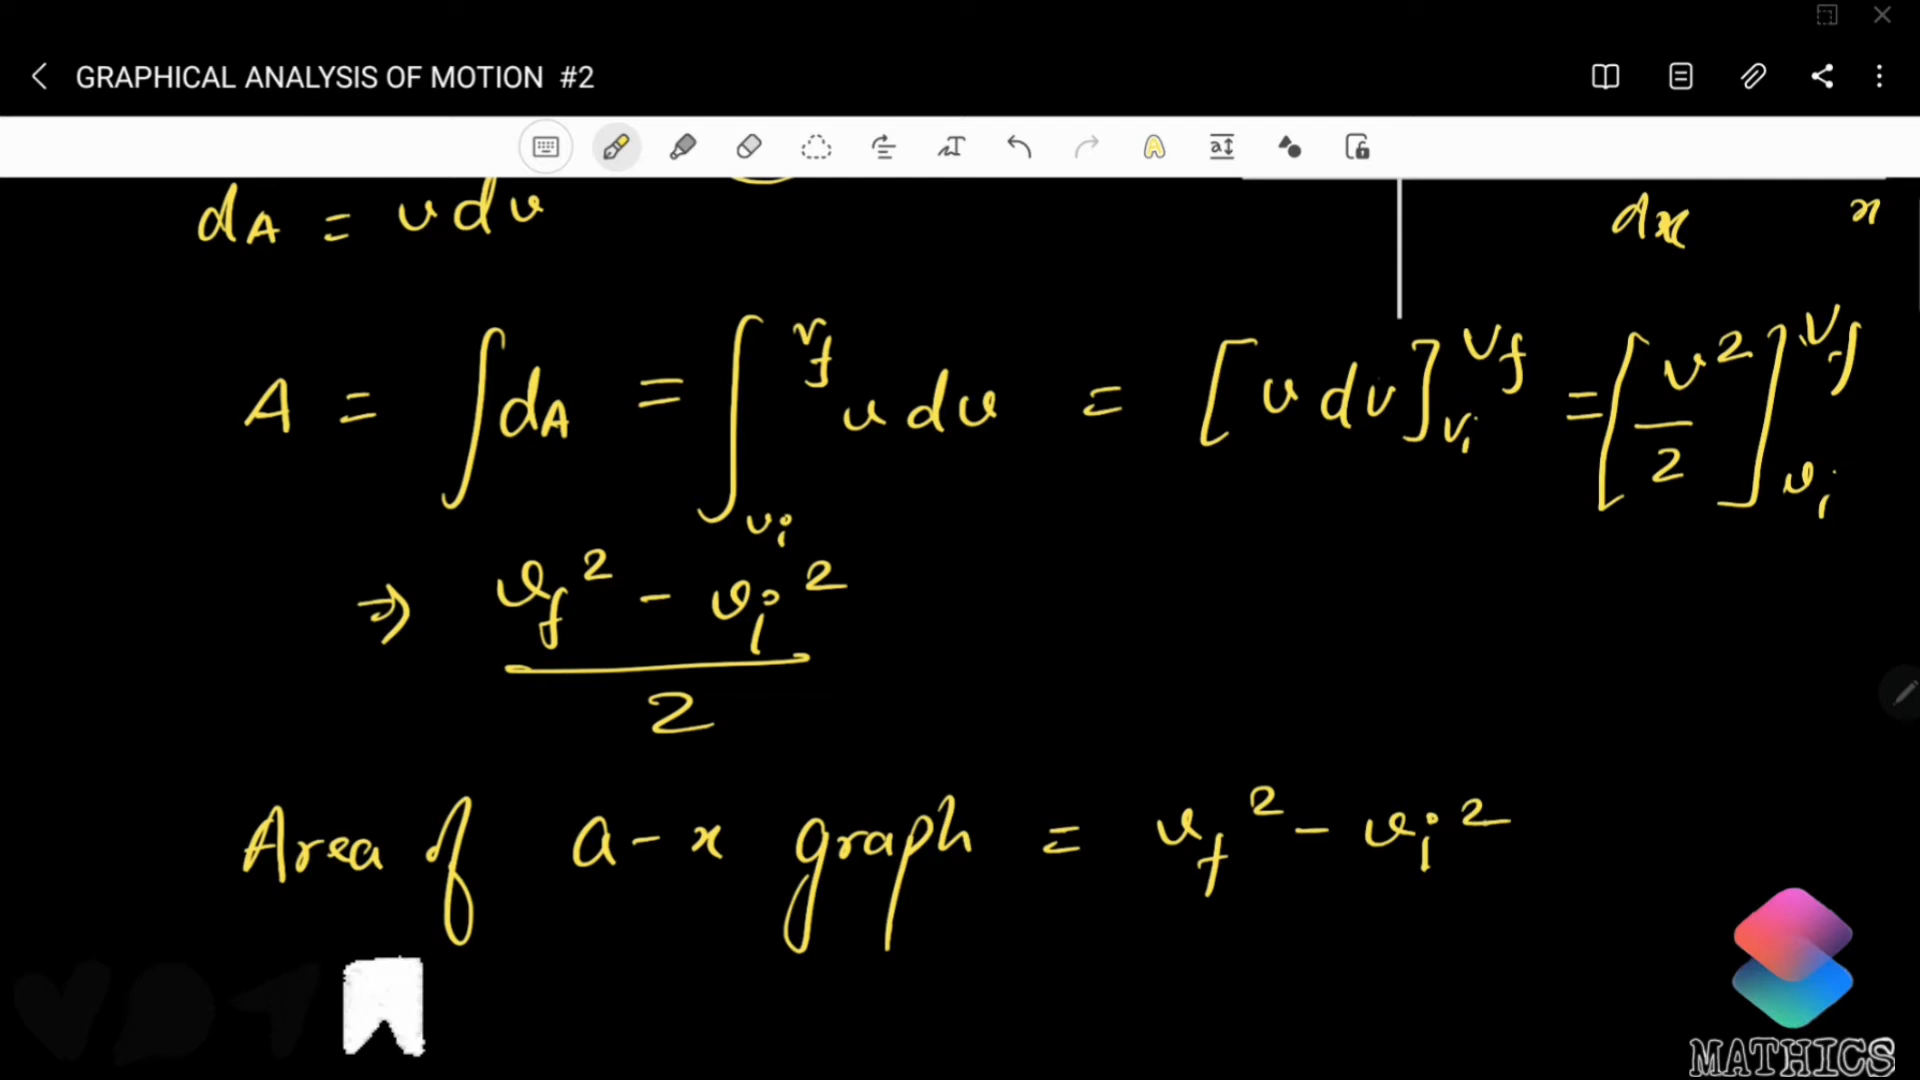 GRAPHICAL ANALYSIS OF MOTION #2
dA = v dv
dx x
A = ∫dA = ∫_{vi}^{vf} v dv = [v dv]_{vi}^{vf} = [v²/2]_{vi}^{vf}
⇒ (vf² - vi²)/2
Area of a - x graph = vf² - vi²
MATHICS